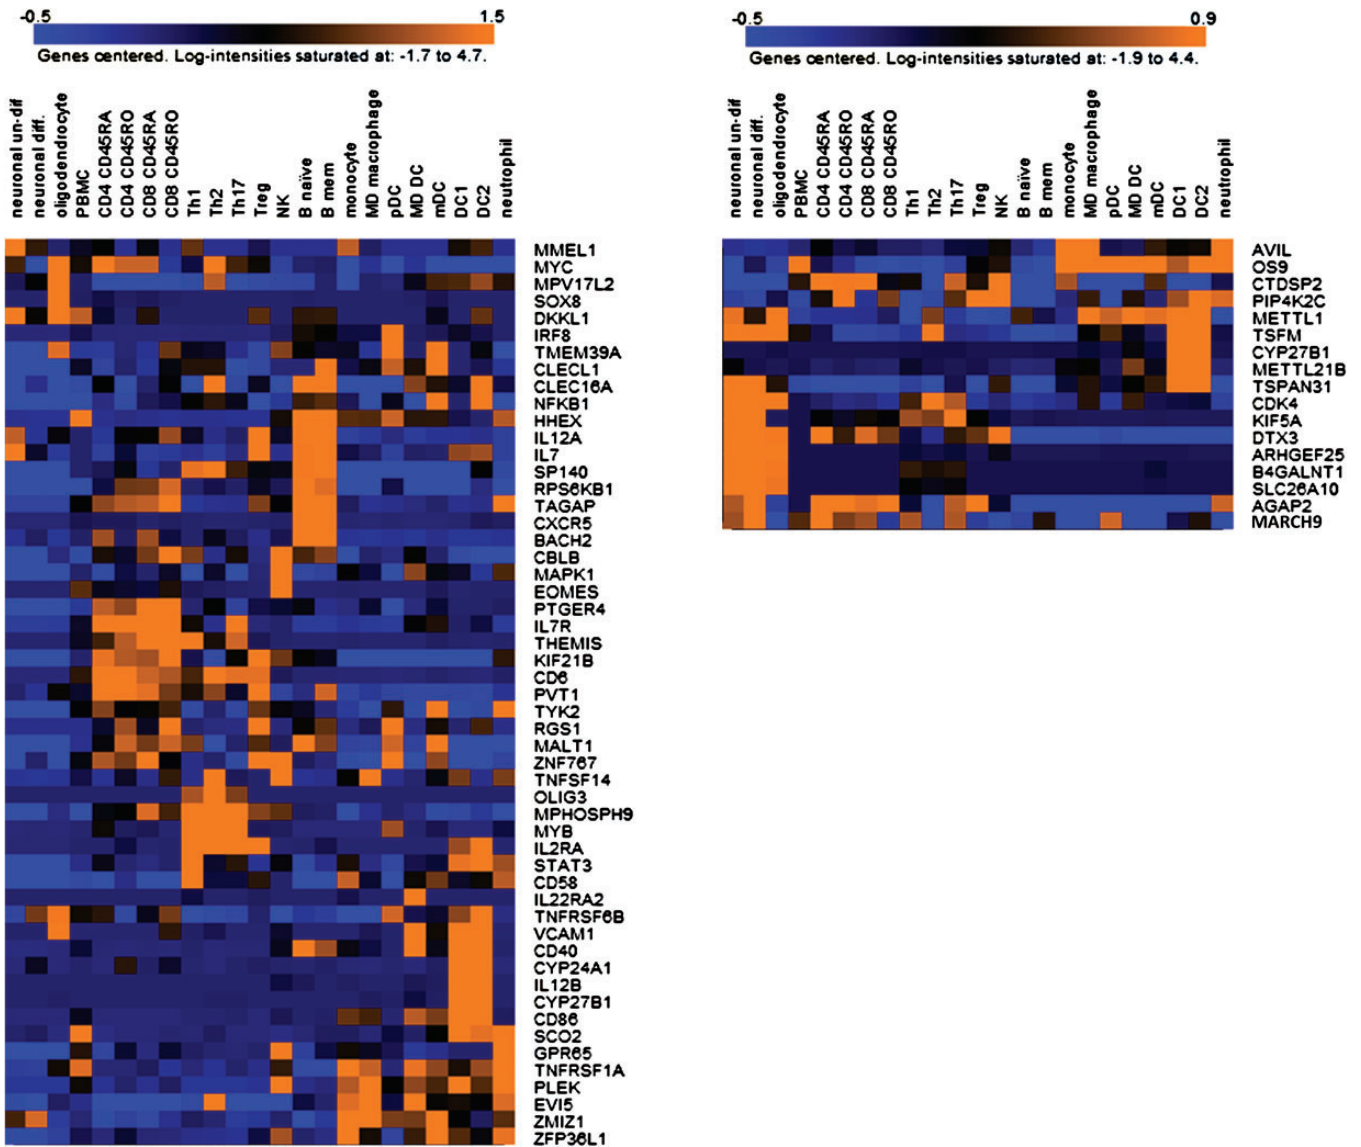 -0.5 1.5
Genes centered. Log-intensities saturated at: -1.7 to 4.7.
neuronal un-dif
neuronal diff.
oligodendrocyte
PBMC
CD4 CD45RA
CD4 CD45RO
CD8 CD45RA
CD8 CD45RO
Th1
Th2
Th17
Treg
NK
B naïve
B mem
monocyte
MD macrophage
pDC
MD DC
mDC
DC1
DC2
neutrophil
MMEL1
MYC
MPV17L2
SOX8
DKKL1
IRF8
TMEM39A
CLECL1
CLEC16A
NFKB1
HHEX
IL12A
IL7
SP140
RPS6KB1
TAGAP
CXCR5
BACH2
CBLB
MAPK1
EOMES
PTGER4
IL7R
THEMIS
KIF21B
CD6
PVT1
TYK2
RGS1
MALT1
ZNF767
TNFSF14
OLIG3
MPHOSPH9
MYB
IL2RA
STAT3
CD58
IL22RA2
TNFRSF6B
VCAM1
CD40
CYP24A1
IL12B
CYP27B1
CD86
SCO2
GPR65
TNFRSF1A
PLEK
EVI5
ZMIZ1
ZFP36L1
-0.5 0.9
Genes centered. Log-intensities saturated at: -1.9 to 4.4.
neuronal un-dif
neuronal diff.
oligodendrocyte
PBMC
CD4 CD45RA
CD4 CD45RO
CD8 CD45RA
CD8 CD45RO
Th1
Th2
Th17
Treg
NK
B naïve
B mem
monocyte
MD macrophage
pDC
MD DC
mDC
DC1
DC2
neutrophil
AVIL
OS9
CTDSP2
PIP4K2C
METTL1
TSFM
CYP27B1
METTL21B
TSPAN31
CDK4
KIF5A
DTX3
ARHGEF25
B4GALNT1
SLC26A10
AGAP2
MARCH9